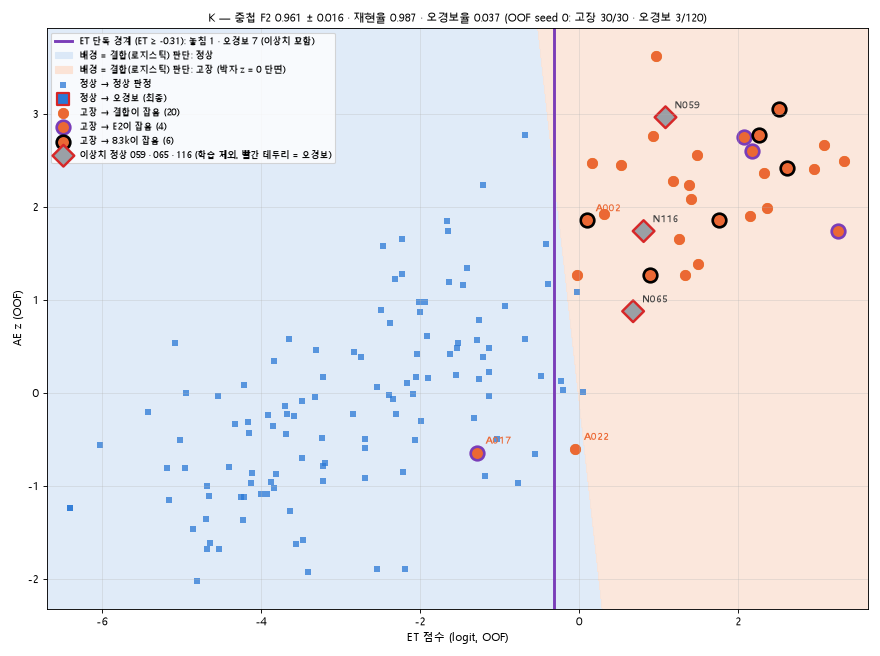 K — 중첩 F2 0.961 ± 0.016 · 재현율 0.987 · 오경보율 0.037 (OOF seed 0: 고장 30/30 · 오경보 3/120)
ET 단독 경계 (ET ≥ -0.31): 놓침 1 · 오경보 7 (이상치 포함)
배경 = 결합(로지스틱) 판단: 정상
배경 = 결합(로지스틱) 판단: 고장 (박자 z = 0 단면)
정상 → 정상 판정
정상 → 오경보 (최종)
고장 → 결합이 잡음 (20)
고장 → E2이 잡음 (4)
고장 → 8.3k이 잡음 (6)
이상치 정상 059 · 065 · 116 (학습 제외, 빨간 테두리 = 오경보)
N059
A002
N116
N065
A017
A022
3
2
1
0
-1
-2
AE z (OOF)
-6
-4
-2
0
2
ET 점수 (logit, OOF)